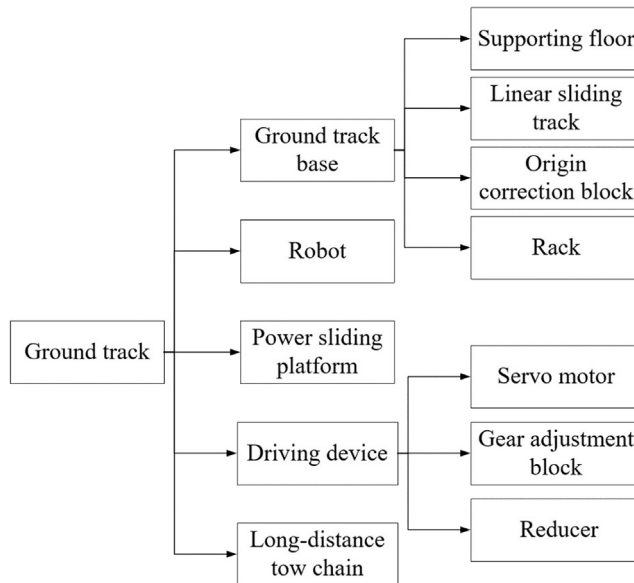 Supporting floor
Linear sliding
track
Ground track
base
Origin
correction block
Robot
Rack
Ground track
Power sliding
platform
Servo motor
Driving device
Gear adjustment
block
Reducer
Long-distance
tow chain